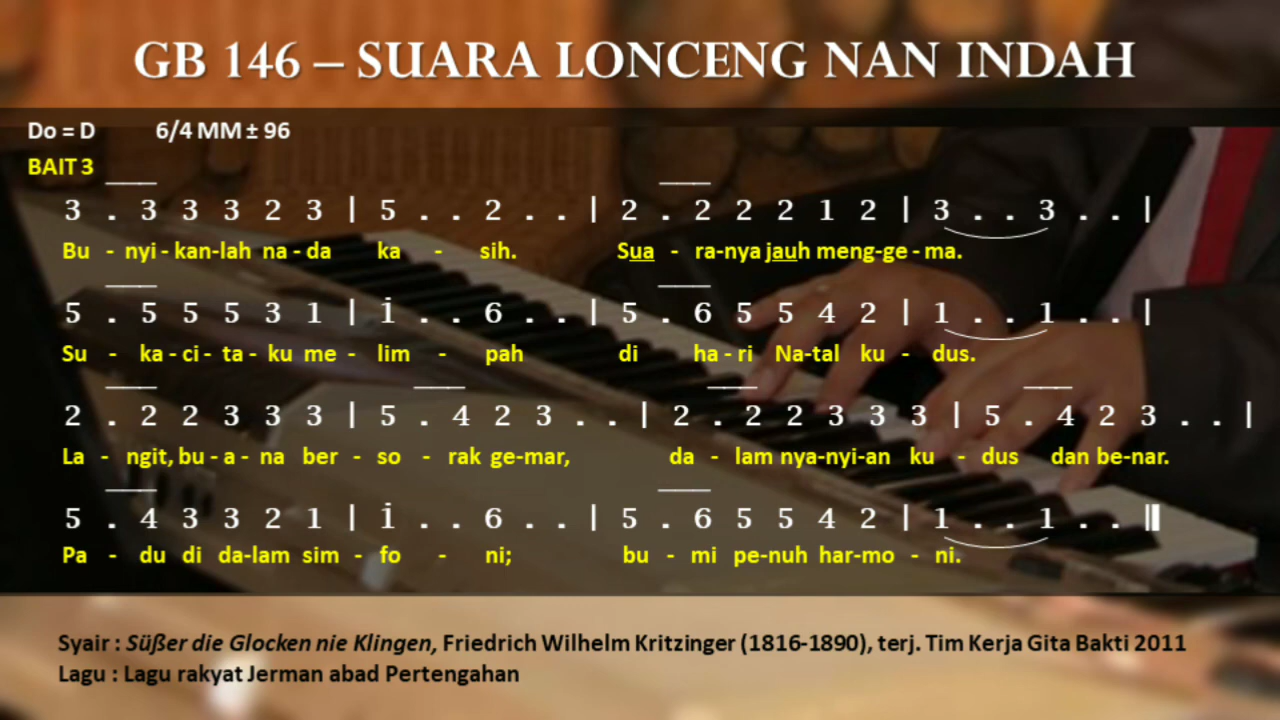 GB 146 – SUARA LONCENG NAN INDAH
Do = D 6/4 MM ± 96
BAIT 3
3 . 3 3 3 2 3 | 5 . . 2 . . | 2 . 2 2 2 1 2 | 3 . . 3 . . |
Bu - nyi - kan-lah na - da ka - sih. Sua - ra-nya jauh meng-ge - ma.
5 . 5 5 5 3 1 | i . . 6 . . | 5 . 6 5 5 4 2 | 1 . . 1 . . |
Su - ka - ci - ta - ku me - lim - pah di ha - ri Na-tal ku - dus.
2 . 2 2 3 3 3 | 5 . 4 2 3 . . | 2 . 2 2 3 3 3 | 5 . 4 2 3 . . |
La - ngit, bu - a - na ber - so - rak ge-mar, da - lam nya-nyi-an ku - dus dan be-nar.
5 . 4 3 3 2 1 | i . . 6 . . | 5 . 6 5 5 4 2 | 1 . . 1 . . ||
Pa - du di da-lam sim - fo - ni; bu - mi pe-nuh har-mo - ni.
Syair : Süßer die Glocken nie Klingen, Friedrich Wilhelm Kritzinger (1816-1890), terj. Tim Kerja Gita Bakti 2011
Lagu : Lagu rakyat Jerman abad Pertengahan